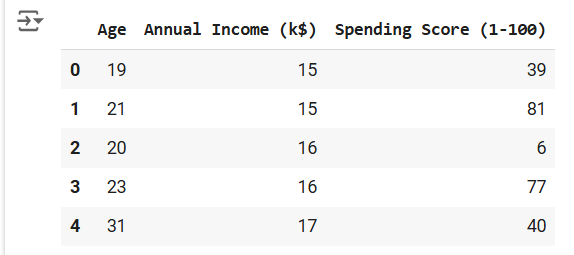 Age Annual Income (k$) Spending Score (1-100)
0 19 15 39
1 21 15 81
2 20 16 6
3 23 16 77
4 31 17 40